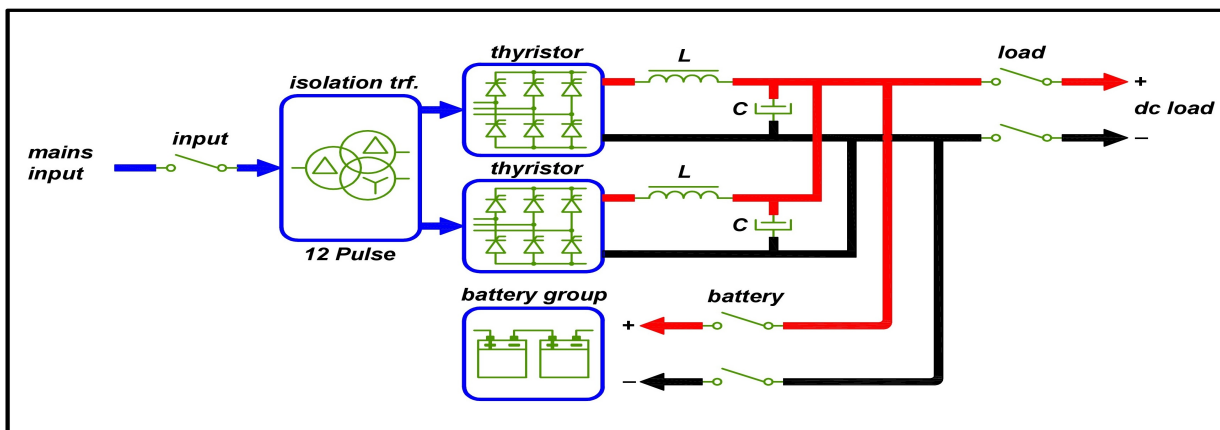 thyristor
L
load
isolation trf.
+
C
dc load
input
–
mains
input
thyristor
L
C
12 Pulse
battery group
battery
+
+ – + –
–